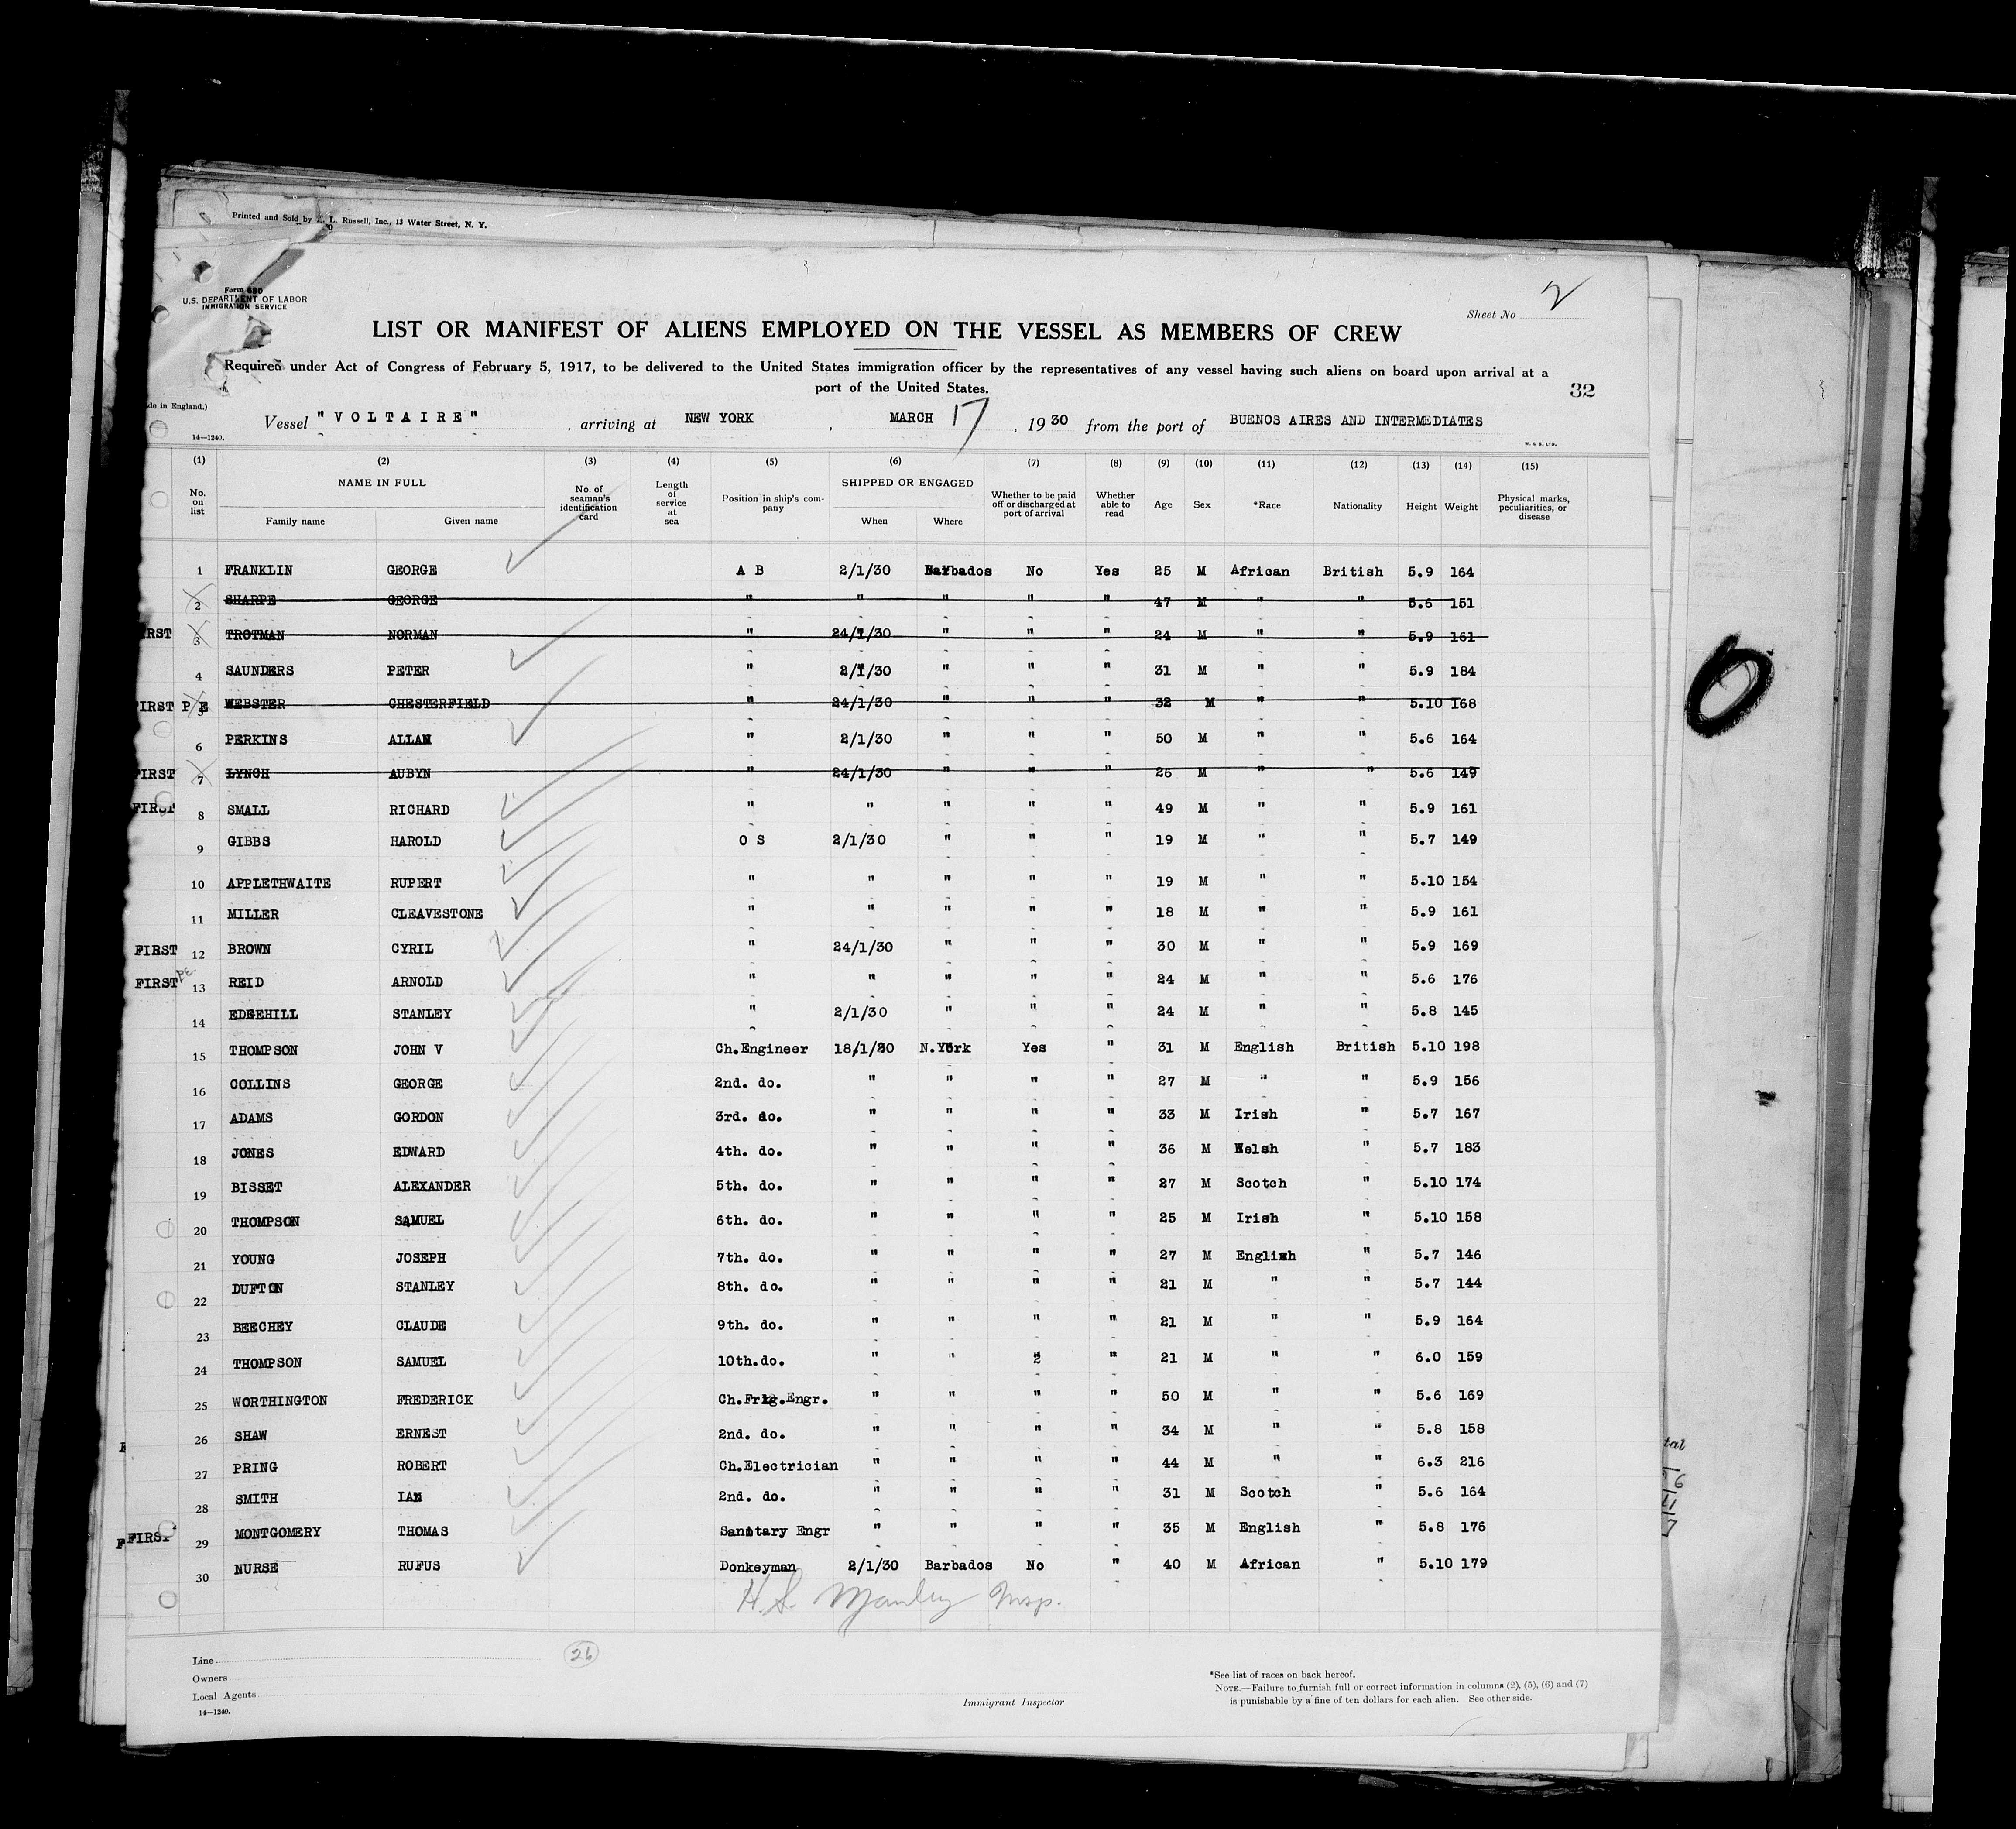 Printed and Sold by L. Russell, Inc., 13 Water Street, N. Y.
Form 680
U.S. DEPARTMENT OF LABOR
IMMIGRATION SERVICE
Sheet No 2
LIST OR MANIFEST OF ALIENS EMPLOYED ON THE VESSEL AS MEMBERS OF CREW
Required under Act of Congress of February 5, 1917, to be delivered to the United States immigration officer by the representatives of any vessel having such aliens on board upon arrival at a
port of the United States.
32
de in England.)
Vessel "VOLTAIRE", arriving at NEW YORK, MARCH 17, 1930 from the port of BUENOS AIRES AND INTERMEDIATES
14—1240.
W. & S. LTD.
(1) (2) (3) (4) (5) (6) (7) (8) (9) (10) (11) (12) (13) (14) (15)
No. on list NAME IN FULL No. of seaman's identification card Length of service at sea Position in ship's company SHIPPED OR ENGAGED Whether to be paid off or discharged at port of arrival Whether able to read Age Sex *Race Nationality Height Weight Physical marks, peculiarities, or disease
Family name Given name When Where
1 FRANKLIN GEORGE A B 2/1/30 Barbados No Yes 25 M African British 5.9 164
2 SHARPE GEORGE " " " " " 47 M " " 5.6 151
RST 3 TROTMAN NORMAN " 24/1/30 " " " 24 M " " 5.9 161
4 SAUNDERS PETER " 2/1/30 " " " 31 M " " 5.9 184
FIRST P E 5 WEBSTER CHESTERFIELD " 24/1/30 " " " 32 M " " 5.10 168
6 PERKINS ALLAN " 2/1/30 " " " 50 M " " 5.6 164
FIRST 7 LYNCH AUBYN " 24/1/30 " " " 26 M " " 5.6 149
FIRST 8 SMALL RICHARD " " " " " 49 M " " 5.9 161
9 GIBBS HAROLD O S 2/1/30 " " " 19 M " " 5.7 149
10 APPLETHWAITE RUPERT " " " " " 19 M " " 5.10 154
11 MILLER CLEAVESTONE " " " " " 18 M " " 5.9 161
FIRST 12 BROWN CYRIL " 24/1/30 " " " 30 M " " 5.9 169
FIRST P.E. 13 REID ARNOLD " " " " " 24 M " " 5.6 176
14 EDGEHILL STANLEY " 2/1/30 " " " 24 M " " 5.8 145
15 THOMPSON JOHN V Ch.Engineer 18/1/30 N.York Yes " 31 M English British 5.10 198
16 COLLINS GEORGE 2nd. do. " " " " 27 M " " 5.9 156
17 ADAMS GORDON 3rd. do. " " " " 33 M Irish " 5.7 167
18 JONES EDWARD 4th. do. " " " " 36 M Welsh " 5.7 183
19 BISSET ALEXANDER 5th. do. " " " " 27 M Scotch " 5.10 174
20 THOMPSON SAMUEL 6th. do. " " " " 25 M Irish " 5.10 158
21 YOUNG JOSEPH 7th. do. " " " " 27 M English " 5.7 146
22 DUFTON STANLEY 8th. do. " " " " 21 M " " 5.7 144
23 BEECHEY CLAUDE 9th. do. " " " " 21 M " " 5.9 164
24 THOMPSON SAMUEL 10th.do. " " " " 21 M " " 6.0 159
25 WORTHINGTON FREDERICK Ch.Frig.Engr. " " " " 50 M " " 5.6 169
26 SHAW ERNEST 2nd. do. " " " " 34 M " " 5.8 158
27 PRING ROBERT Ch.Electrician " " " " 44 M " " 6.3 216
28 SMITH IAN 2nd. do. " " " " 31 M Scotch " 5.6 164
FIRST 29 MONTGOMERY THOMAS Sanitary Engr " " " " 35 M English " 5.8 176
30 NURSE RUFUS Donkeyman 2/1/30 Barbados No " 40 M African " 5.10 179
H.S. Manley Insp.
26
Line
Owners
Local Agents
14—1240.
Immigrant Inspector
*See list of races on back hereof.
NOTE.—Failure to furnish full or correct information in columns (2), (5), (6) and (7)
is punishable by a fine of ten dollars for each alien. See other side.
tal